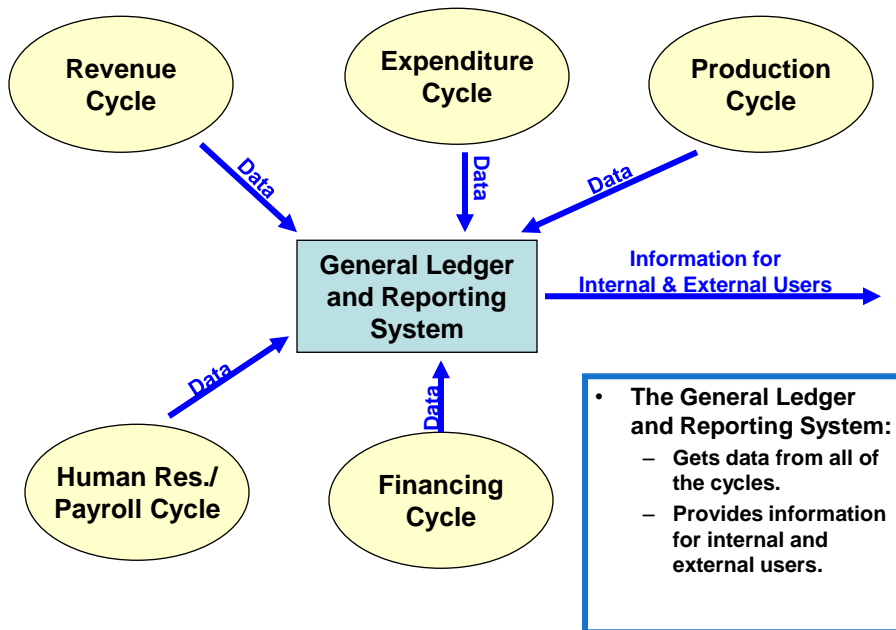 Revenue
Cycle
Expenditure
Cycle
Production
Cycle
Data
Data
Data
General Ledger
and Reporting
System
Information for
Internal & External Users
Data
Data
Human Res./
Payroll Cycle
Financing
Cycle
• The General Ledger
and Reporting System:
– Gets data from all of
the cycles.
– Provides information
for internal and
external users.